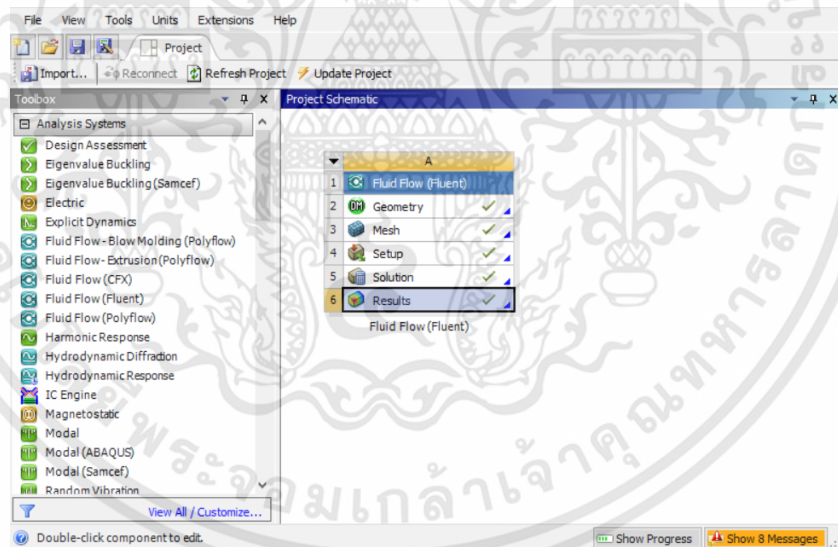 File View Tools Units Extensions Help
Project
Import... Reconnect Refresh Project Update Project
Toolbox
Project Schematic
Analysis Systems
Design Assessment
Eigenvalue Buckling
Eigenvalue Buckling (Samcef)
Electric
Explicit Dynamics
Fluid Flow - Blow Molding (Polyflow)
Fluid Flow - Extrusion (Polyflow)
Fluid Flow (CFX)
Fluid Flow (Fluent)
Fluid Flow (Polyflow)
Harmonic Response
Hydrodynamic Diffraction
Hydrodynamic Response
IC Engine
Magnetostatic
Modal
Modal (ABAQUS)
Modal (Samcef)
Random Vibration
View All / Customize...
A
1 Fluid Flow (Fluent)
2 Geometry
3 Mesh
4 Setup
5 Solution
6 Results
Fluid Flow (Fluent)
Double-click component to edit.
Show Progress
Show 8 Messages